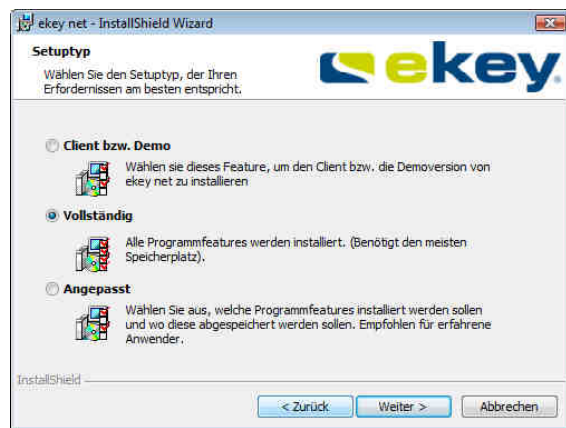 ekey net - InstallShield Wizard
Setuptyp
Wählen Sie den Setuptyp, der Ihren
Erfordernissen am besten entspricht.
ekey.
Client bzw. Demo
Wählen sie dieses Feature, um den Client bzw. die Demoversion von
ekey net zu installieren
Vollständig
Alle Programmfeatures werden installiert. (Benötigt den meisten
Speicherplatz).
Angepasst
Wählen Sie aus, welche Programmfeatures installiert werden sollen
und wo diese abgespeichert werden sollen. Empfohlen für erfahrene
Anwender.
InstallShield
< Zurück
Weiter >
Abbrechen